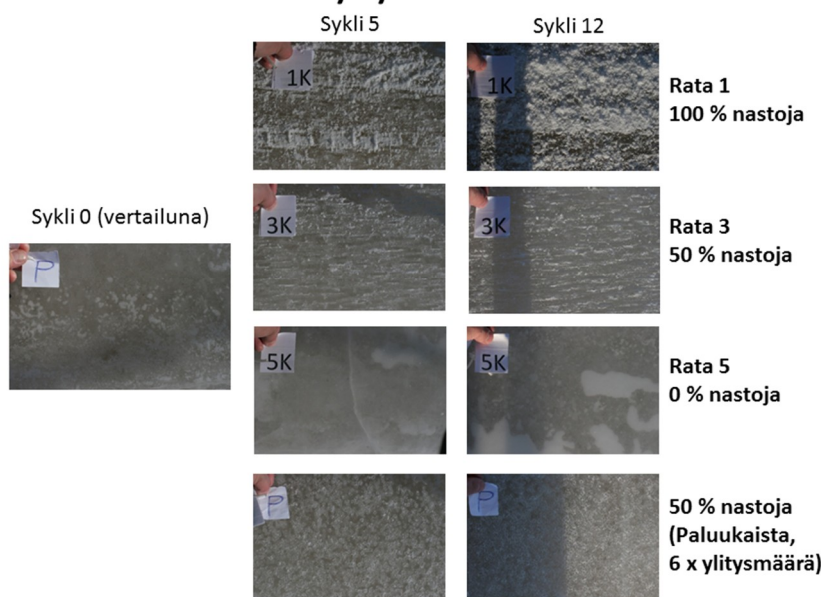 Sykli 5
Sykli 12
1K
1K
Rata 1
100 % nastoja
Sykli 0 (vertailuna)
P
3K
3K
Rata 3
50 % nastoja
5K
5K
Rata 5
0 % nastoja
P
P
50 % nastoja
(Paluukaista,
6 x ylitysmäärä)